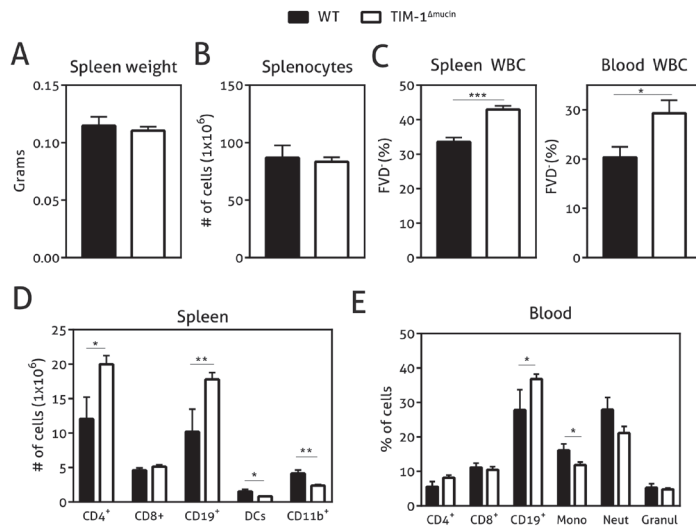 WT TIM-1Δmucin
A Spleen weight
0.15
0.10
0.05
0.00
Grams
B Splenocytes
150
100
50
0
# of cells (1x10⁶)
C Spleen WBC
50
40
30
20
10
0
FVD⁻(%)
***
Blood WBC
30
20
10
0
FVD⁻(%)
*
D Spleen
25
20
15
10
5
0
# of cells (1x10⁶)
* ** * **
CD4⁺ CD8+ CD19⁺ DCs CD11b⁺
E Blood
50
40
30
20
10
0
% of cells
* *
CD4⁺ CD8⁺ CD19⁺ Mono Neut Granul